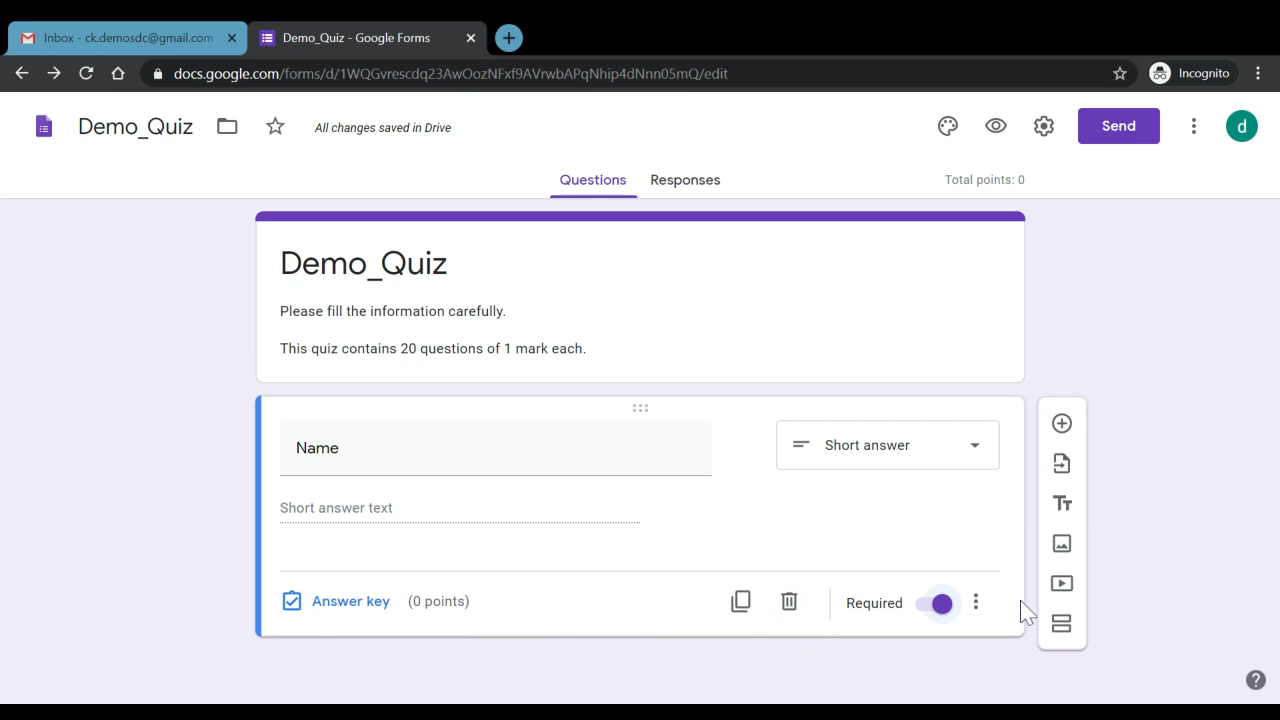 Inbox - ck.demosdc@gmail.com
Demo_Quiz - Google Forms
docs.google.com/forms/d/1WQGvrescdq23AwOozNFxf9AVrwbAPqNhip4dNnn05mQ/edit
Incognito
Demo_Quiz
All changes saved in Drive
Send
d
Questions
Responses
Total points: 0
Demo_Quiz
Please fill the information carefully.
This quiz contains 20 questions of 1 mark each.
Name
Short answer
Short answer text
Answer key
(0 points)
Required